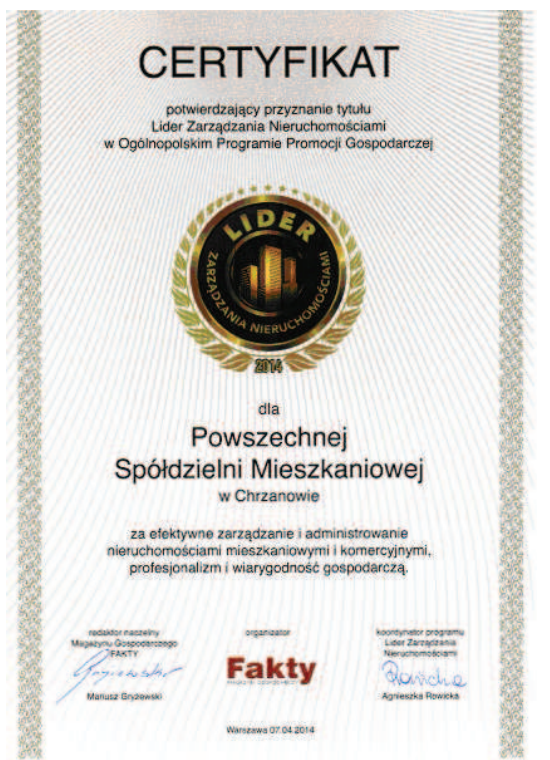 CERTYFIKAT
potwierdzający przyznanie tytułu
Lider Zarządzania Nieruchomościami
w Ogólnopolskim Programie Promocji Gospodarczej
LIDER
ZARZĄDZANIA NIERUCHOMOŚCIAMI
2014
dla
Powszechnej
Spółdzielni Mieszkaniowej
w Chrzanowie
za efektywne zarządzanie i administrowanie
nieruchomościami mieszkaniowymi i komercyjnymi,
profesjonalizm i wiarygodność gospodarczą.
redaktor naczelny
Magazynu Gospodarczego
FAKTY
Mariusz Gryżewski
organizator
Fakty
koordynator programu
Lider Zarządzania
Nieruchomościami
Agnieszka Rowicka
Warszawa 07.04.2014